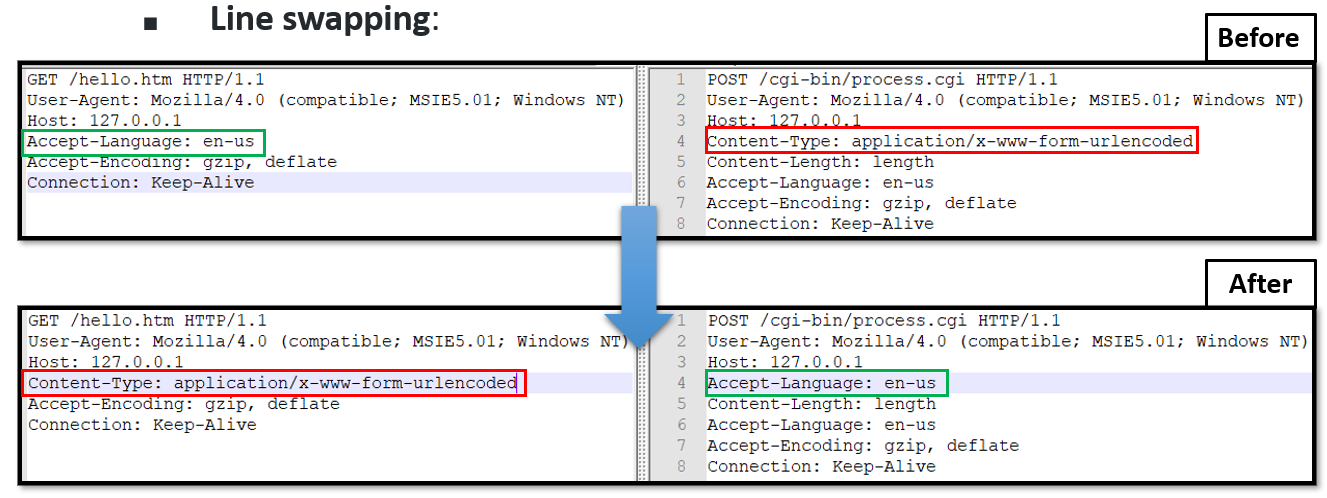 ■ Line swapping:
Before
GET /hello.htm HTTP/1.1
User-Agent: Mozilla/4.0 (compatible; MSIE5.01; Windows NT)
Host: 127.0.0.1
Accept-Language: en-us
Accept-Encoding: gzip, deflate
Connection: Keep-Alive
1 POST /cgi-bin/process.cgi HTTP/1.1
2 User-Agent: Mozilla/4.0 (compatible; MSIE5.01; Windows NT)
3 Host: 127.0.0.1
4 Content-Type: application/x-www-form-urlencoded
5 Content-Length: length
6 Accept-Language: en-us
7 Accept-Encoding: gzip, deflate
8 Connection: Keep-Alive
After
GET /hello.htm HTTP/1.1
User-Agent: Mozilla/4.0 (compatible; MSIE5.01; Windows NT)
Host: 127.0.0.1
Content-Type: application/x-www-form-urlencoded
Accept-Encoding: gzip, deflate
Connection: Keep-Alive
1 POST /cgi-bin/process.cgi HTTP/1.1
2 User-Agent: Mozilla/4.0 (compatible; MSIE5.01; Windows NT)
3 Host: 127.0.0.1
4 Accept-Language: en-us
5 Content-Length: length
6 Accept-Language: en-us
7 Accept-Encoding: gzip, deflate
8 Connection: Keep-Alive